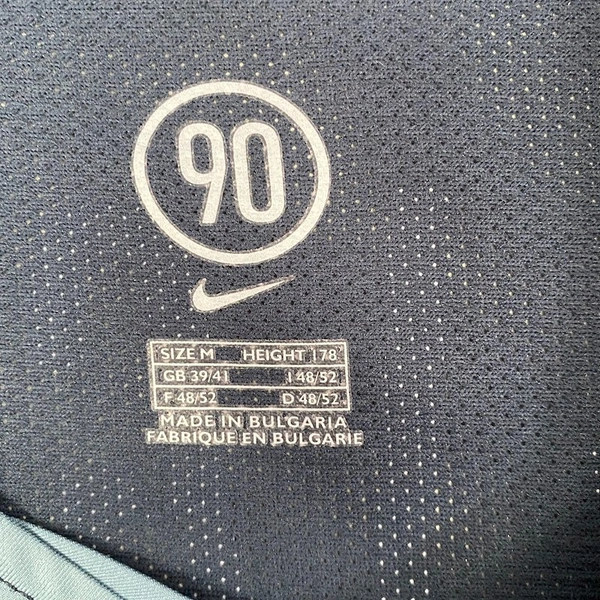 90
SIZE M HEIGHT 178
GB 39/41 I 48/52
F 48/52 D 48/52
MADE IN BULGARIA
FABRIQUE EN BULGARIE